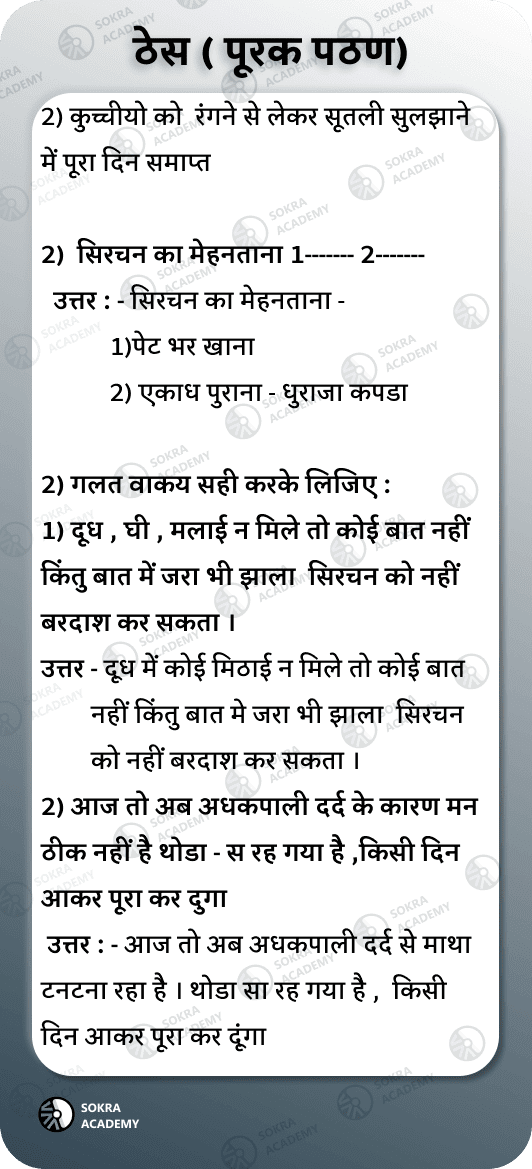 ठेस ( पूरक पठण)
2) कुच्चीयो को रंगने से लेकर सूतली सुलझाने
में पूरा दिन समाप्त
2) सिरचन का मेहनताना 1------- 2-------
उत्तर : - सिरचन का मेहनताना -
1)पेट भर खाना
2) एकाध पुराना - धुराजा कपडा
2) गलत वाकय सही करके लिजिए :
1) दूध , घी , मलाई न मिले तो कोई बात नहीं
किंतु बात में जरा भी झाला सिरचन को नहीं
बरदाश कर सकता ।
उत्तर - दूध में कोई मिठाई न मिले तो कोई बात
नहीं किंतु बात मे जरा भी झाला सिरचन
को नहीं बरदाश कर सकता ।
2) आज तो अब अधकपाली दर्द के कारण मन
ठीक नहीं है थोडा - स रह गया है ,किसी दिन
आकर पूरा कर दुगा
उत्तर : - आज तो अब अधकपाली दर्द से माथा
टनटना रहा है । थोडा सा रह गया है , किसी
दिन आकर पूरा कर दूंगा
SOKRA
ACADEMY